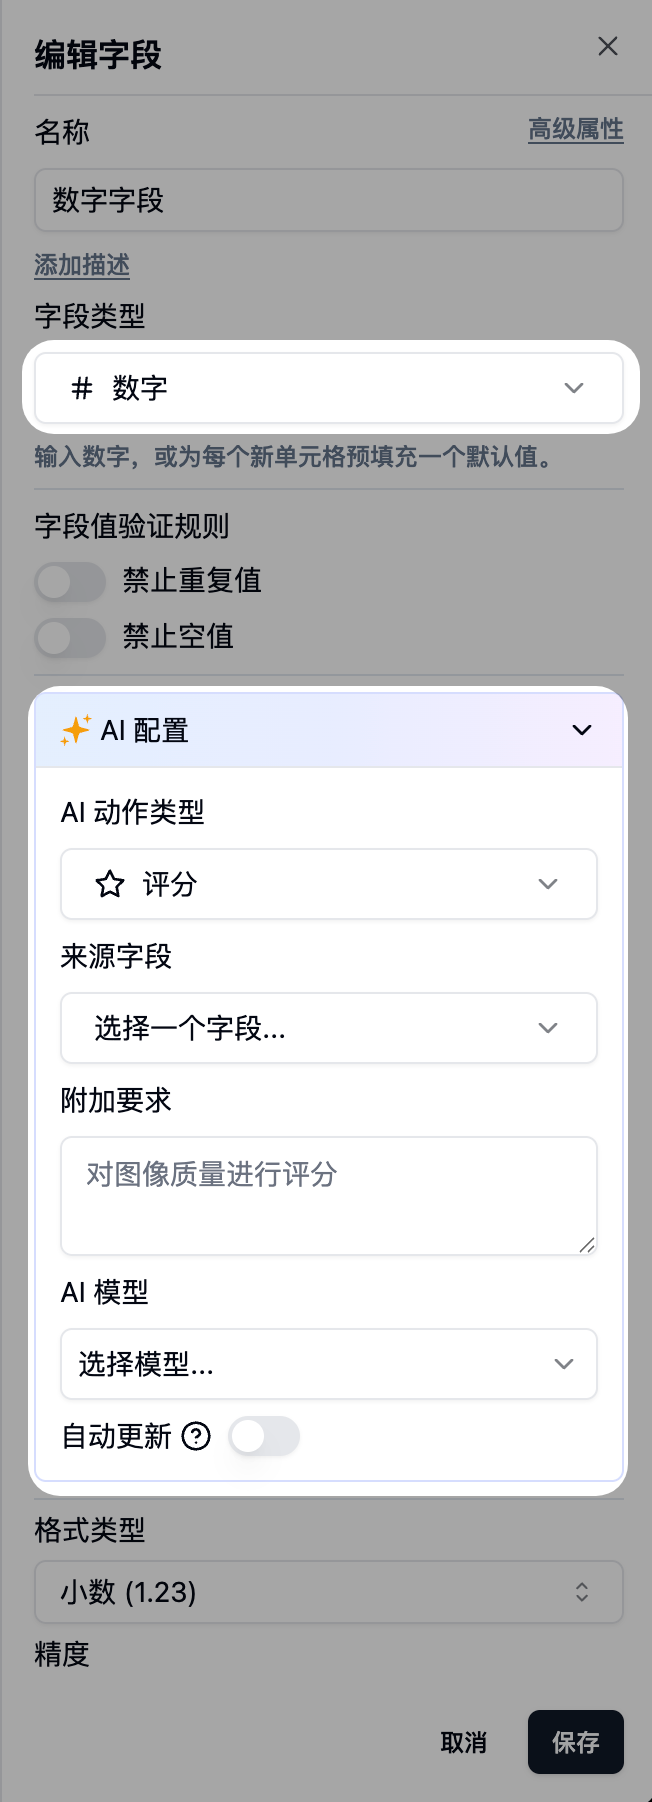 编辑字段
名称
高级属性
数字字段
添加描述
字段类型
# 数字
输入数字，或为每个新单元格预填充一个默认值。
字段值验证规则
禁止重复值
禁止空值
AI 配置
AI 动作类型
评分
来源字段
选择一个字段...
附加要求
对图像质量进行评分
AI 模型
选择模型...
自动更新
格式类型
小数 (1.23)
精度
取消
保存